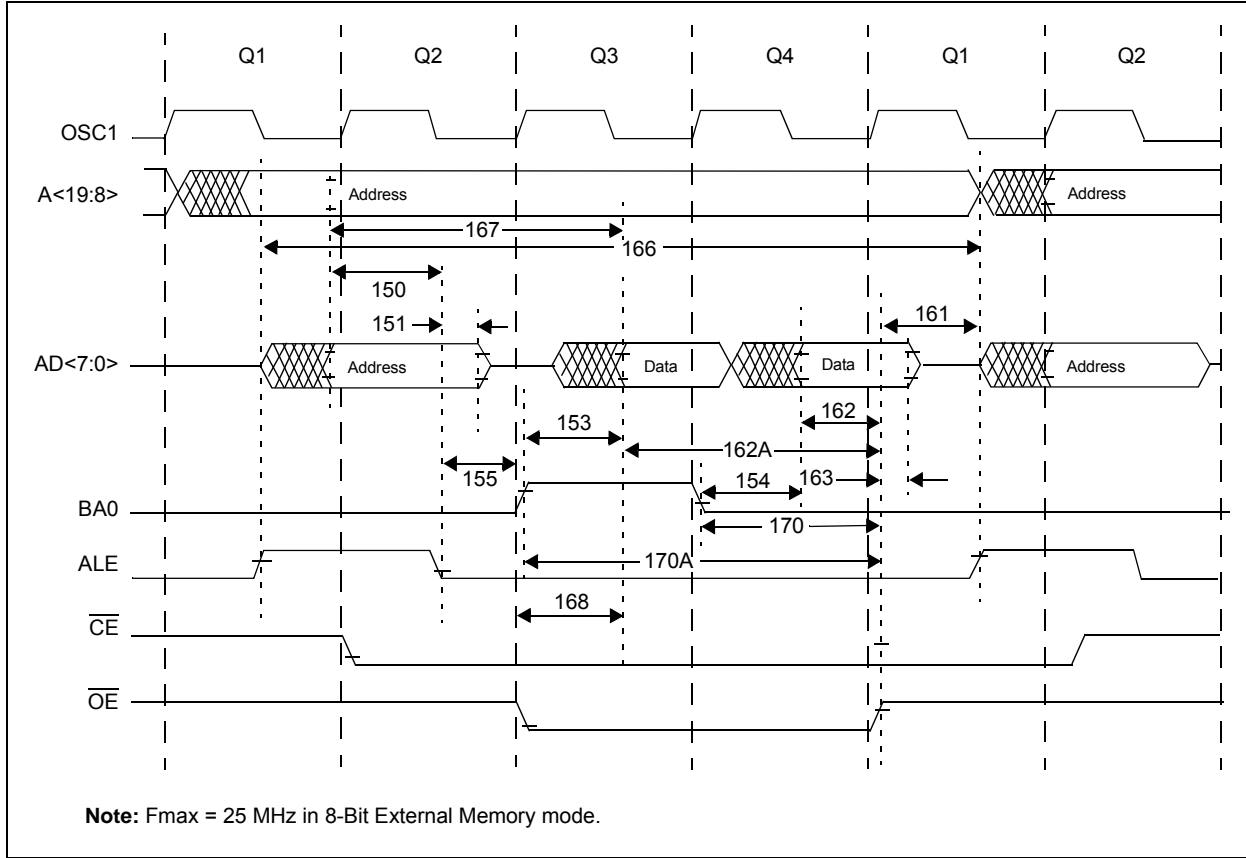 Q1 Q2 Q3 Q4 Q1 Q2
OSC1
A<19:8> Address Address
167
166
150
151 161
AD<7:0> Address Data Data Address
162
153
162A
155 154 163
BA0
170
ALE 170A
168
CE
OE
Note: Fmax = 25 MHz in 8-Bit External Memory mode.